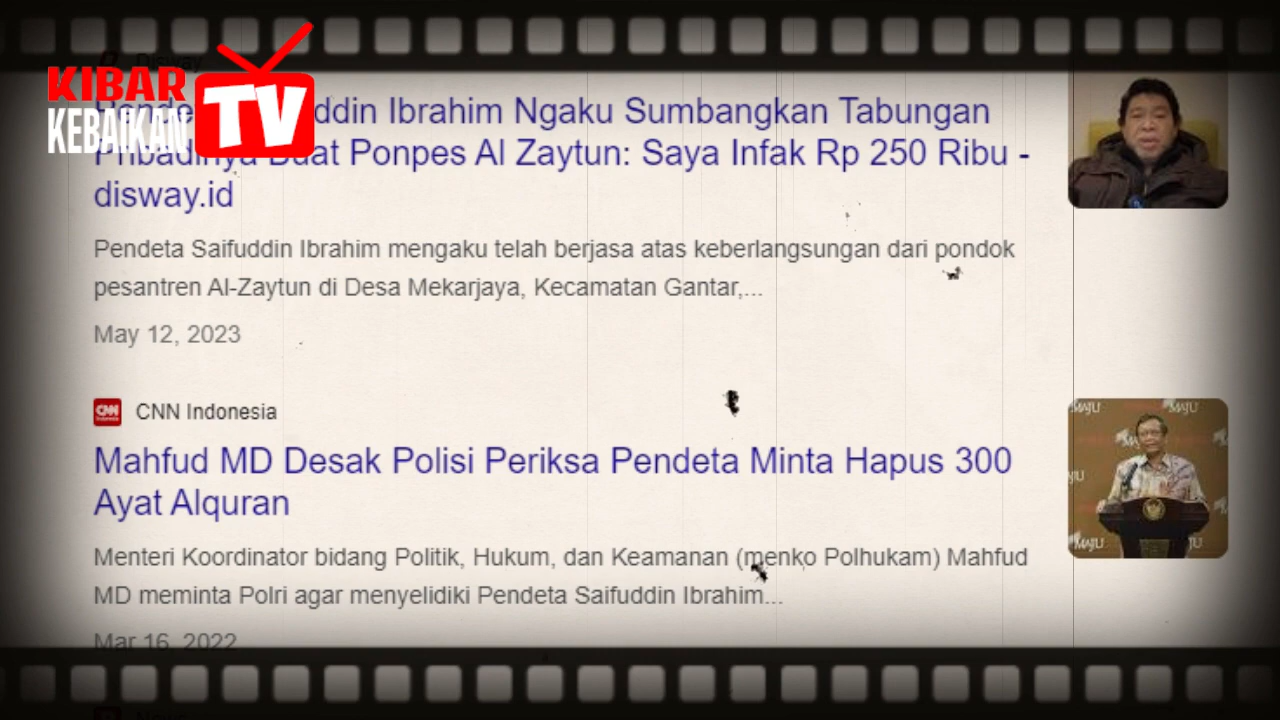 Disway
KIBAR
KEBAIKAN
TV
ddin Ibrahim Ngaku Sumbangkan Tabungan
Pribadinya Buat Ponpes Al Zaytun: Saya Infak Rp 250 Ribu -
disway.id
Pendeta Saifuddin Ibrahim mengaku telah berjasa atas keberlangsungan dari pondok
pesantren Al-Zaytun di Desa Mekarjaya, Kecamatan Gantar,...
May 12, 2023
CNN Indonesia
Mahfud MD Desak Polisi Periksa Pendeta Minta Hapus 300
Ayat Alquran
Menteri Koordinator bidang Politik, Hukum, dan Keamanan (menko Polhukam) Mahfud
MD meminta Polri agar menyelidiki Pendeta Saifuddin Ibrahim...
Mar 16, 2022